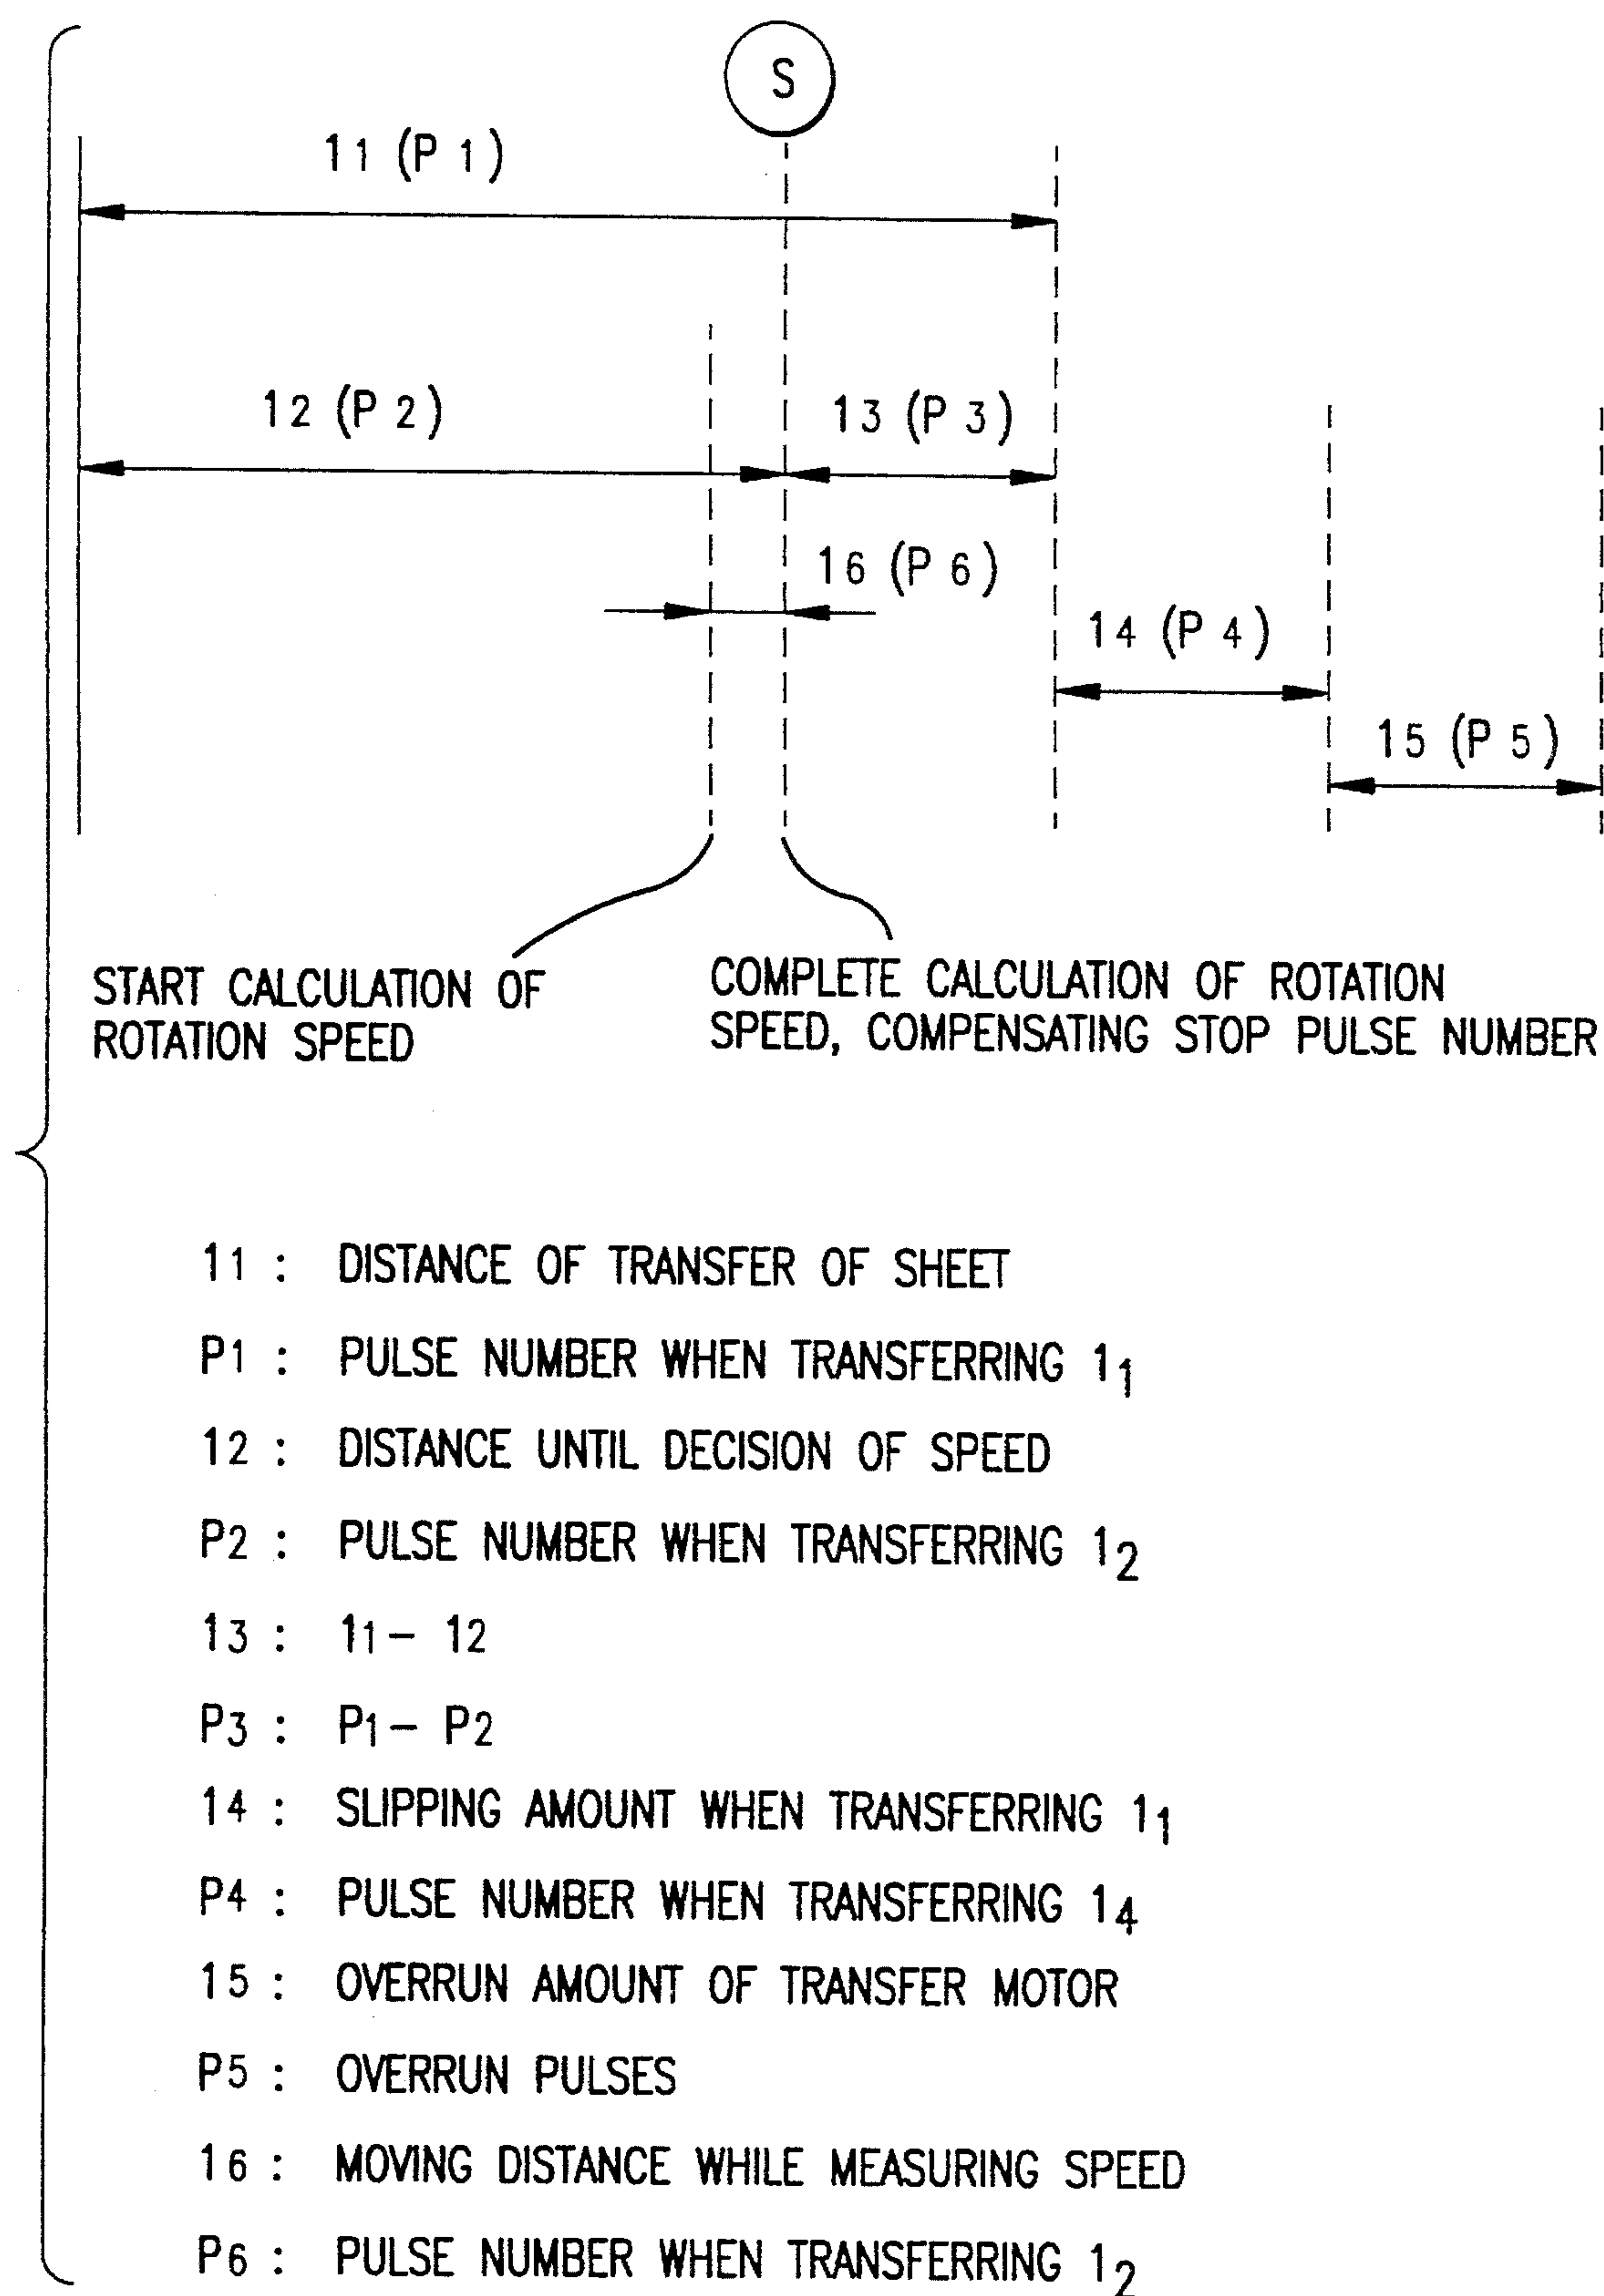 S
11 (P 1)
12 (P 2)
13 (P 3)
16 (P 6)
14 (P 4)
15 (P 5)
START CALCULATION OF
ROTATION SPEED
COMPLETE CALCULATION OF ROTATION
SPEED, COMPENSATING STOP PULSE NUMBER
11 : DISTANCE OF TRANSFER OF SHEET
P1 : PULSE NUMBER WHEN TRANSFERRING 1₁
12 : DISTANCE UNTIL DECISION OF SPEED
P2 : PULSE NUMBER WHEN TRANSFERRING 1₂
13 : 11 – 12
P3 : P1 – P2
14 : SLIPPING AMOUNT WHEN TRANSFERRING 1₁
P4 : PULSE NUMBER WHEN TRANSFERRING 1₄
15 : OVERRUN AMOUNT OF TRANSFER MOTOR
P5 : OVERRUN PULSES
16 : MOVING DISTANCE WHILE MEASURING SPEED
P6 : PULSE NUMBER WHEN TRANSFERRING 1₂